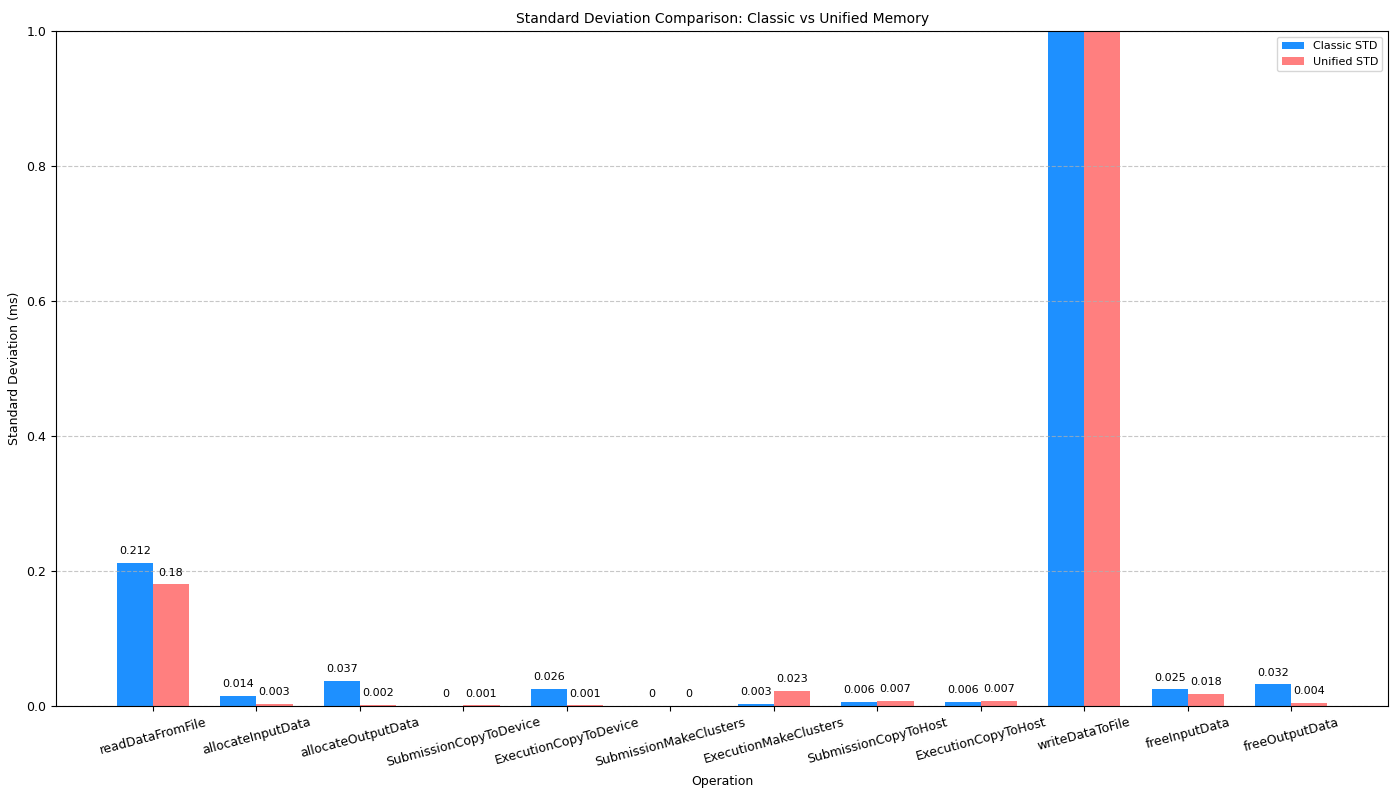 Standard Deviation Comparison: Classic vs Unified Memory
Classic STD
Unified STD
Standard Deviation (ms)
1.0
0.8
0.6
0.4
0.2
0.0
0.212
0.18
0.014
0.003
0.037
0.002
0
0.001
0.026
0.001
0
0
0.003
0.023
0.006
0.007
0.006
0.007
0.025
0.018
0.032
0.004
readDataFromFile
allocateInputData
allocateOutputData
SubmissionCopyToDevice
ExecutionCopyToDevice
SubmissionMakeClusters
ExecutionMakeClusters
SubmissionCopyToHost
ExecutionCopyToHost
writeDataToFile
freeInputData
freeOutputData
Operation